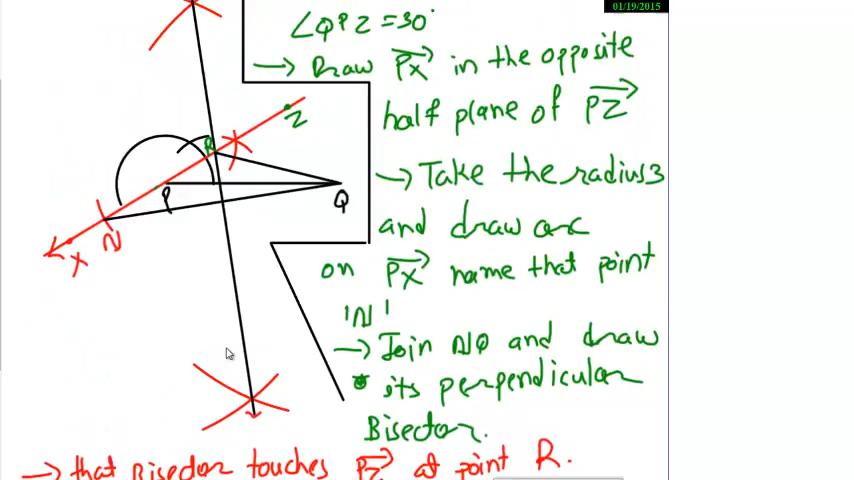 01/19/2015
∠QPZ = 30°
→ Draw PX→ in the opposite
half plane of PZ→
→ Take the radius 3
and draw arc
on PX→ name that point
'N'
→ Join NQ and draw
its perpendicular
Bisector.
→ that Bisector touches PZ→ at point R.
Z
R
P
Q
N
X